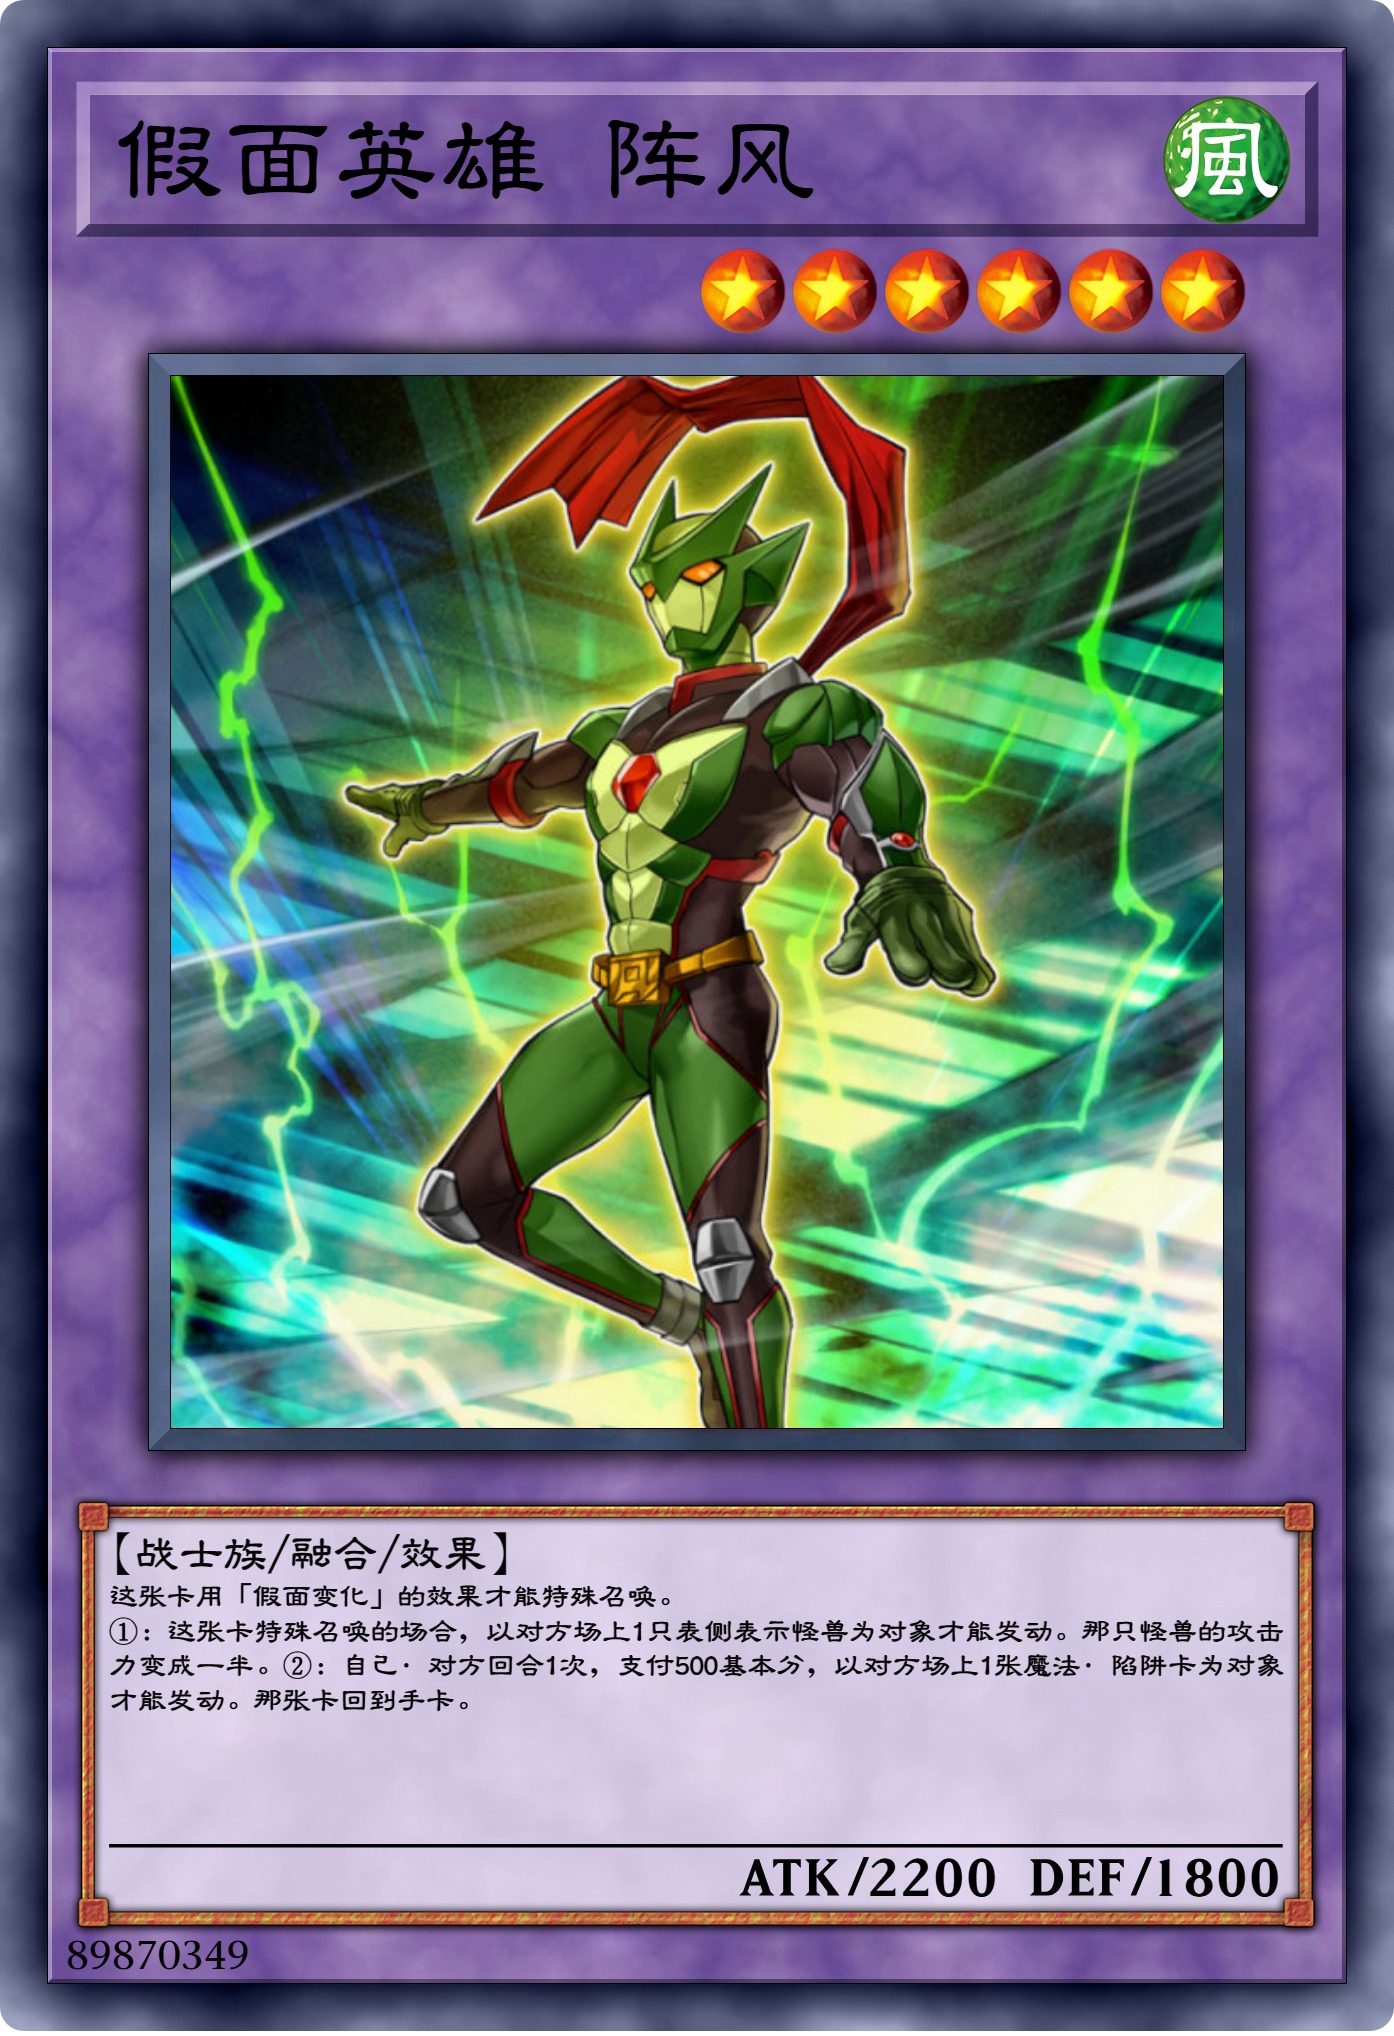 假面英雄 阵风
風
【战士族/融合/效果】
这张卡用「假面变化」的效果才能特殊召唤。
①：这张卡特殊召唤的场合，以对方场上1只表侧表示怪兽为对象才能发动。那只怪兽的攻击
力变成一半。②：自己·对方回合1次，支付500基本分，以对方场上1张魔法·陷阱卡为对象
才能发动。那张卡回到手卡。
ATK/2200 DEF/1800
89870349